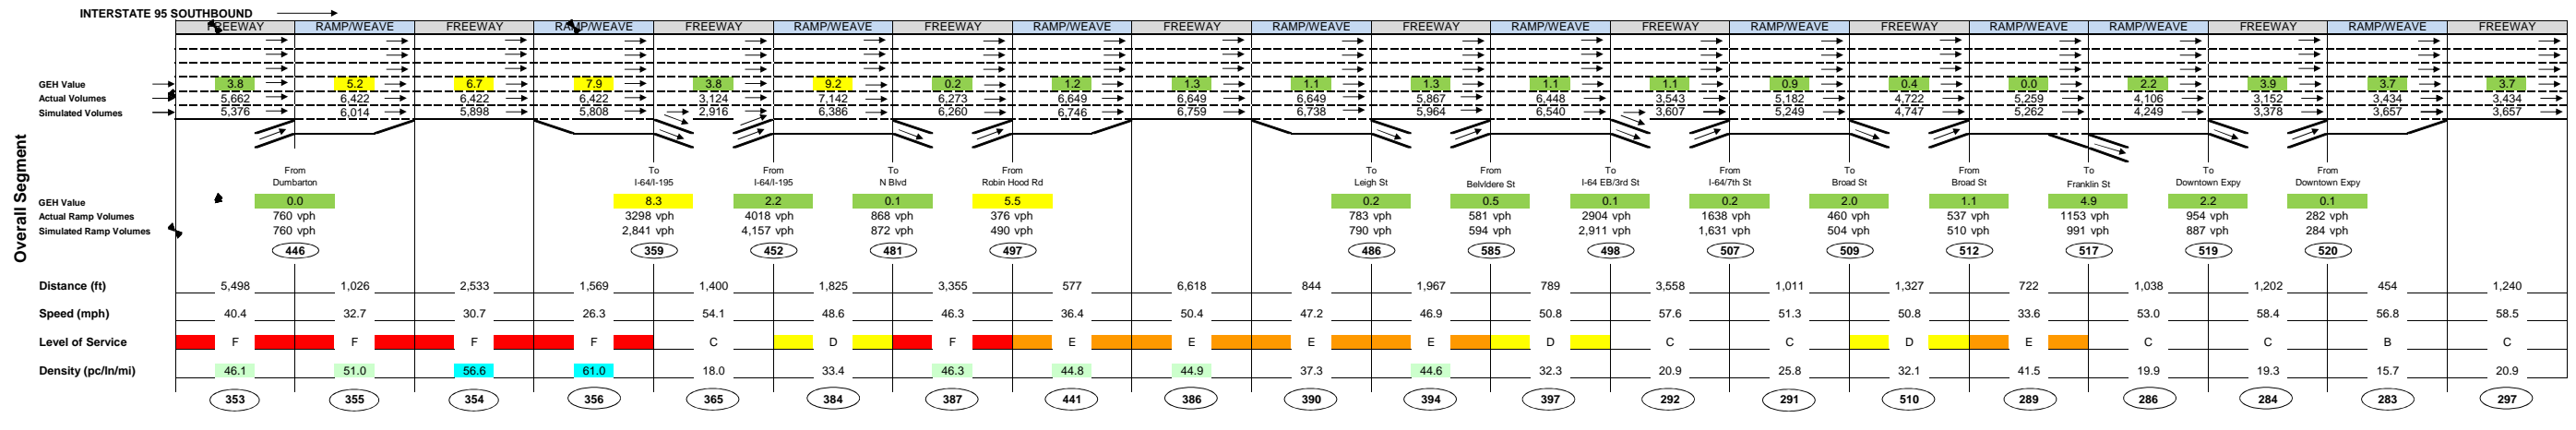 INTERSTATE 95 SOUTHBOUND
FREEWAY RAMP/WEAVE FREEWAY RAMP/WEAVE FREEWAY RAMP/WEAVE FREEWAY RAMP/WEAVE FREEWAY RAMP/WEAVE FREEWAY RAMP/WEAVE FREEWAY RAMP/WEAVE FREEWAY RAMP/WEAVE RAMP/WEAVE FREEWAY RAMP/WEAVE FREEWAY
Overall Segment
GEH Value 3.8 5.2 6.7 7.9 3.8 9.2 0.2 1.2 1.3 1.1 1.3 1.1 1.1 0.9 0.4 0.0 2.2 3.9 3.7 3.7
Actual Volumes 5,662 6,422 6,422 6,422 3,124 7,142 6,273 6,649 6,649 6,649 5,867 6,448 3,543 5,182 4,722 5,259 4,106 3,152 3,434 3,434
Simulated Volumes 5,376 6,014 5,898 5,808 2,916 6,386 6,260 6,746 6,759 6,738 5,964 6,540 3,607 5,249 4,747 5,262 4,249 3,378 3,657 3,657
From To From To From To From To From To From To To From
Dumbarton I-64/I-195 I-64/I-195 N Blvd Robin Hood Rd Leigh St Belvldere St I-64 EB/3rd St I-64/7th St Broad St Broad St Franklin St Downtown Expy Downtown Expy
GEH Value 0.0 8.3 2.2 0.1 5.5 0.2 0.5 0.1 0.2 2.0 1.1 4.9 2.2 0.1
Actual Ramp Volumes 760 vph 3298 vph 4018 vph 868 vph 376 vph 783 vph 581 vph 2904 vph 1638 vph 460 vph 537 vph 1153 vph 954 vph 282 vph
Simulated Ramp Volumes 760 vph 2,841 vph 4,157 vph 872 vph 490 vph 790 vph 594 vph 2,911 vph 1,631 vph 504 vph 510 vph 991 vph 887 vph 284 vph
446 359 452 481 497 486 585 498 507 509 512 517 519 520
Distance (ft) 5,498 1,026 2,533 1,569 1,400 1,825 3,355 577 6,618 844 1,967 789 3,558 1,011 1,327 722 1,038 1,202 454 1,240
Speed (mph) 40.4 32.7 30.7 26.3 54.1 48.6 46.3 36.4 50.4 47.2 46.9 50.8 57.6 51.3 50.8 33.6 53.0 58.4 56.8 58.5
Level of Service F F F F C D F E E E E D C C D E C C B C
Density (pc/ln/mi) 46.1 51.0 56.6 61.0 18.0 33.4 46.3 44.8 44.9 37.3 44.6 32.3 20.9 25.8 32.1 41.5 19.9 19.3 15.7 20.9
353 355 354 356 365 384 387 441 386 390 394 397 292 291 510 289 286 284 283 297